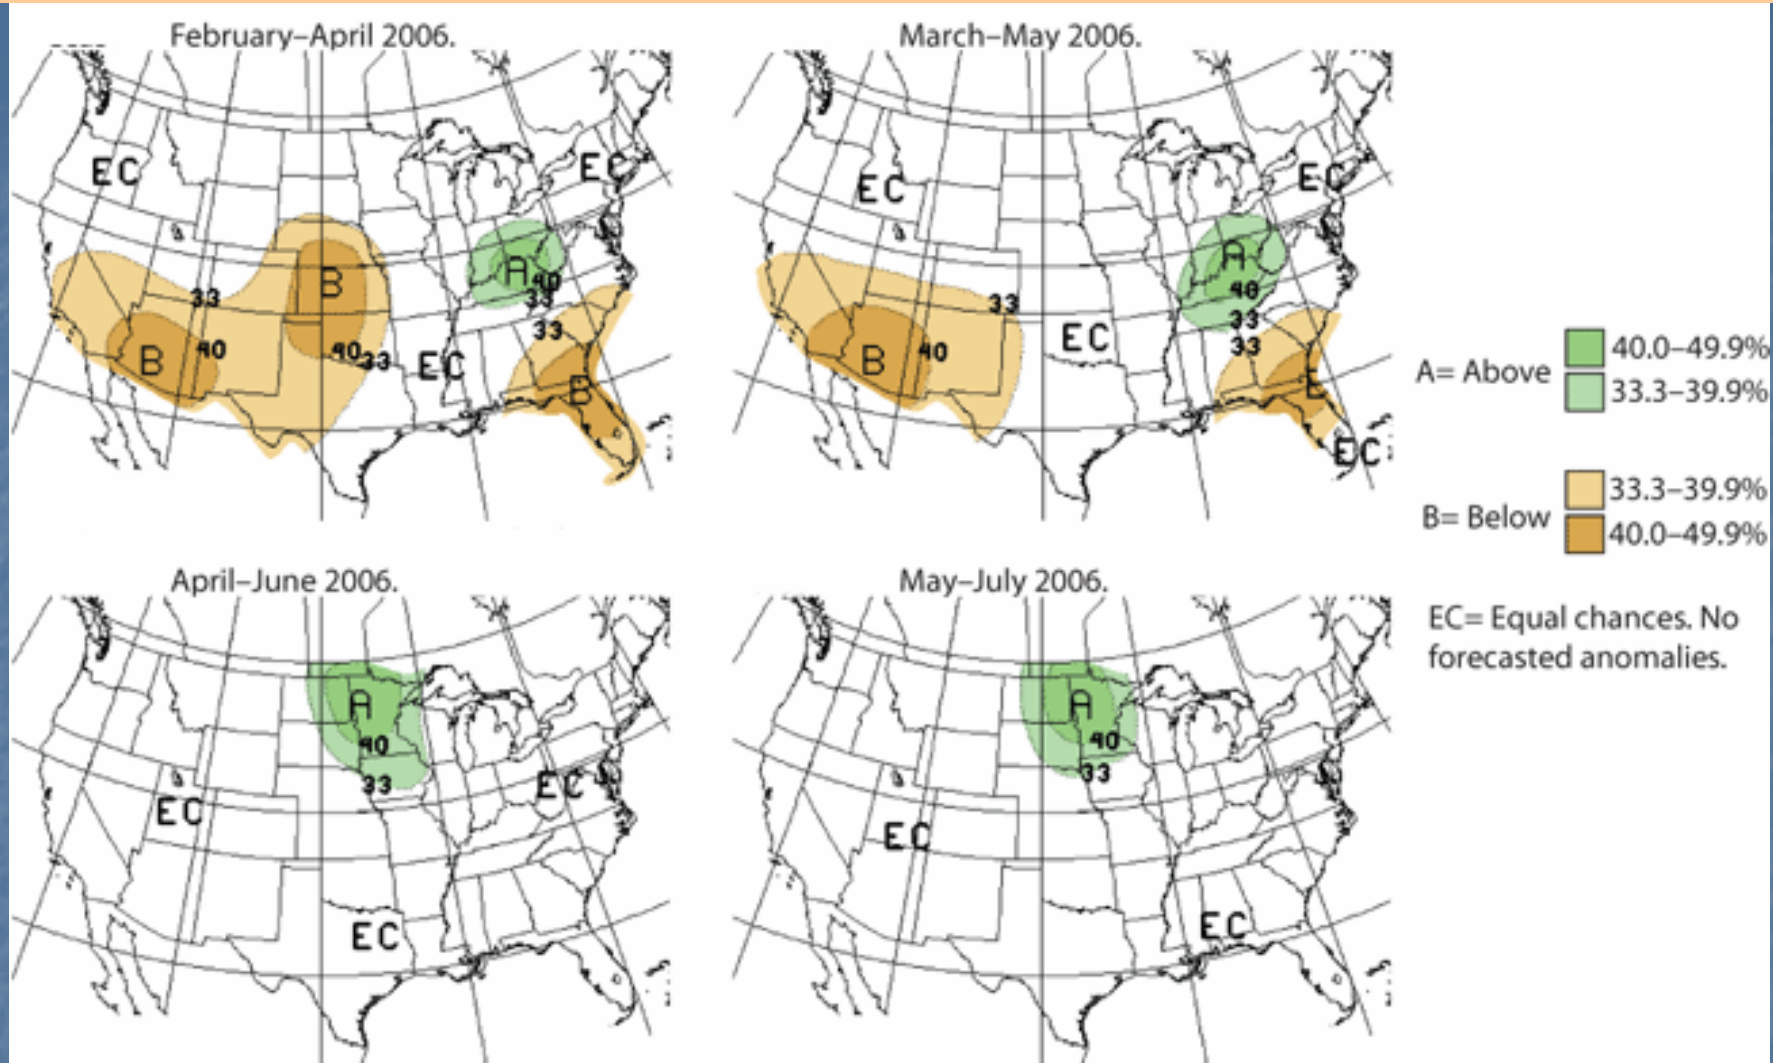 February–April 2006.
March–May 2006.
EC
EC
A
40
33
B
33
B
40
40
33
33
EC
B
EC
EC
A
40
33
33
33
EC
B
40
E
EC
A= Above
40.0–49.9%
33.3–39.9%
B= Below
33.3–39.9%
40.0–49.9%
EC= Equal chances. No
forecasted anomalies.
April–June 2006.
May–July 2006.
A
40
33
EC
EC
EC
A
40
33
EC
EC